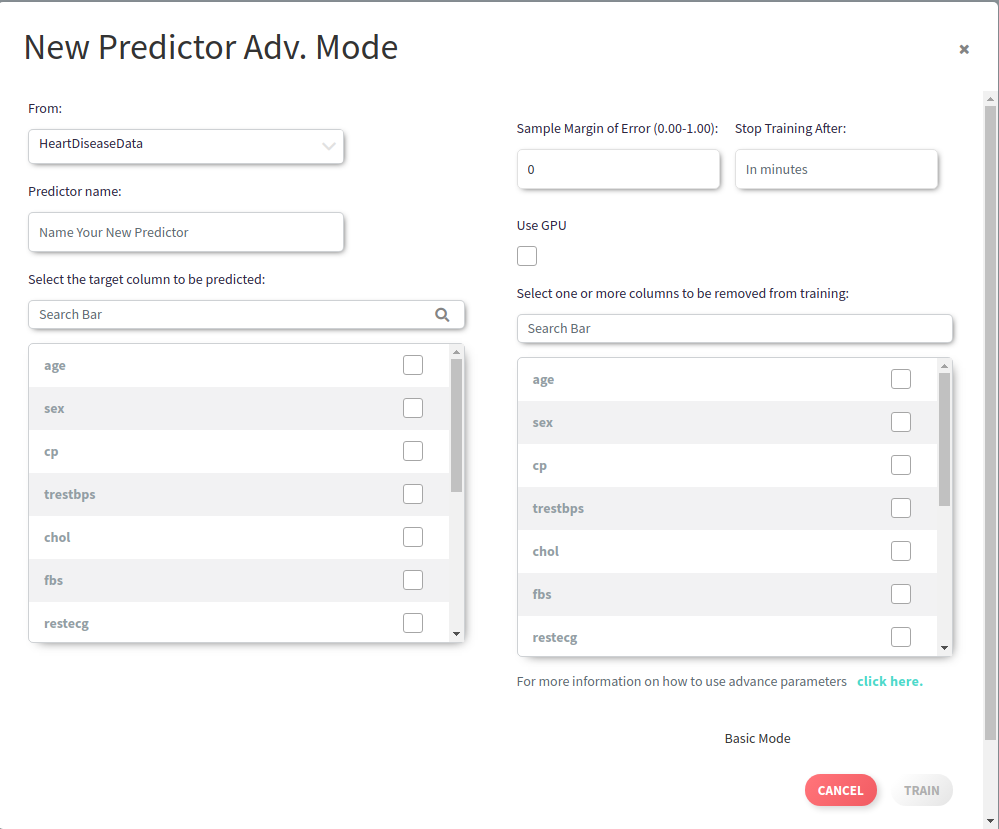 New Predictor Adv. Mode
From:
HeartDiseaseData
Predictor name:
Name Your New Predictor
Select the target column to be predicted:
Search Bar
age
sex
cp
trestbps
chol
fbs
restecg
Sample Margin of Error (0.00-1.00):
Stop Training After:
0
In minutes
Use GPU
Select one or more columns to be removed from training:
Search Bar
age
sex
cp
trestbps
chol
fbs
restecg
For more information on how to use advance parameters click here.
Basic Mode
CANCEL
TRAIN